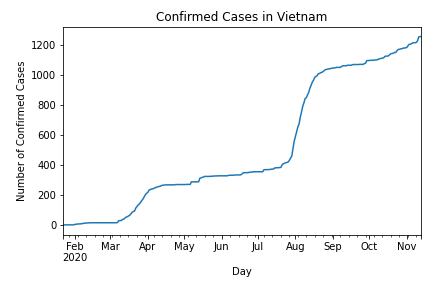 Confirmed Cases in Vietnam
Number of Confirmed Cases
1200
1000
800
600
400
200
0
Feb Mar Apr May Jun Jul Aug Sep Oct Nov
2020
Day